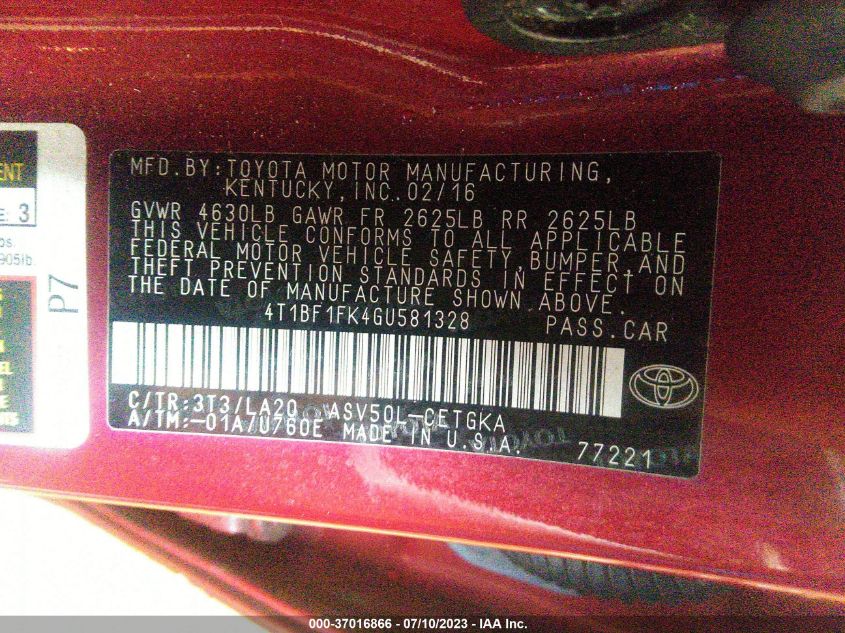 MFD.BY:TOYOTA MOTOR MANUFACTURING,
KENTUCKY,INC. 02/16
GVWR 4630LB GAWR FR 2625LB RR 2625LB
THIS VEHICLE CONFORMS TO ALL APPLICABLE
FEDERAL MOTOR VEHICLE SAFETY,BUMPER,AND
THEFT PREVENTION STANDARDS IN EFFECT ON
THE DATE OF MANUFACTURE SHOWN ABOVE.
4T1BF1FK4GU581328 PASS.CAR
C/TR:3T3/LA20 ASV50L-CETGKA
A/TM:-01A/U760E MADE IN U.S.A.
77221
3
905lb.
P7
000-37016866 - 07/10/2023 - IAA Inc.